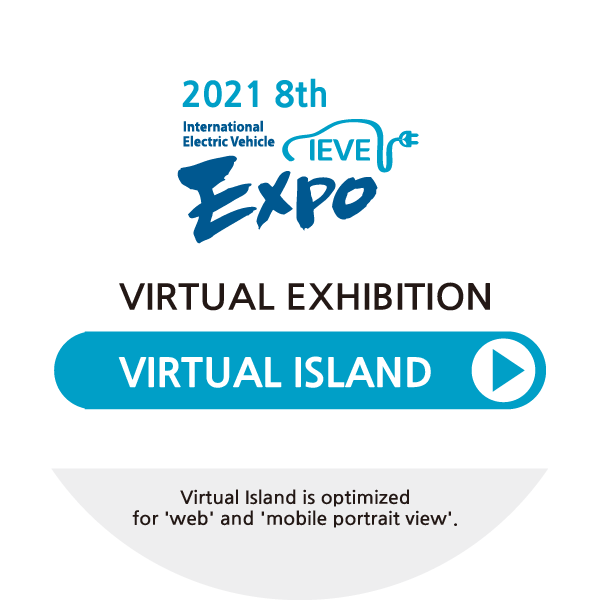 2021 8th
International
Electric Vehicle
IEVE
EXPO
VIRTUAL EXHIBITION
VIRTUAL ISLAND
Virtual Island is optimized
for 'web' and 'mobile portrait view'.